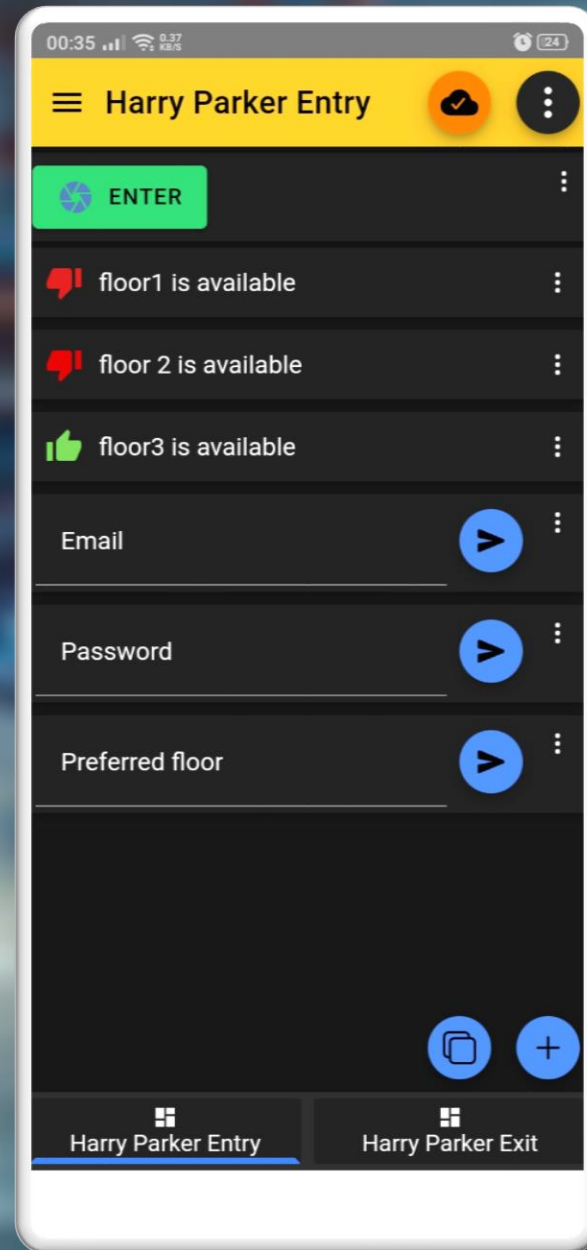 00:35 0.37 KB/S 24
Harry Parker Entry
ENTER
floor1 is available
floor 2 is available
floor3 is available
Email
Password
Preferred floor
Harry Parker Entry Harry Parker Exit